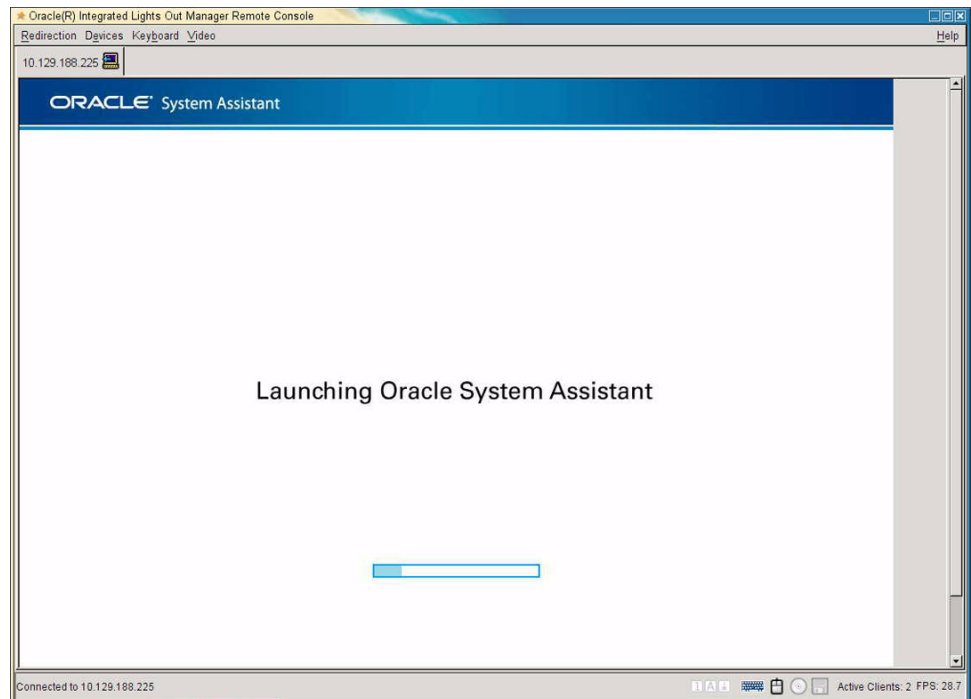 Oracle(R) Integrated Lights Out Manager Remote Console
Redirection Devices Keyboard Video Help
10.129.188.225
ORACLE System Assistant
Launching Oracle System Assistant
Connected to 10.129.188.225
Active Clients: 2 FPS: 28.7